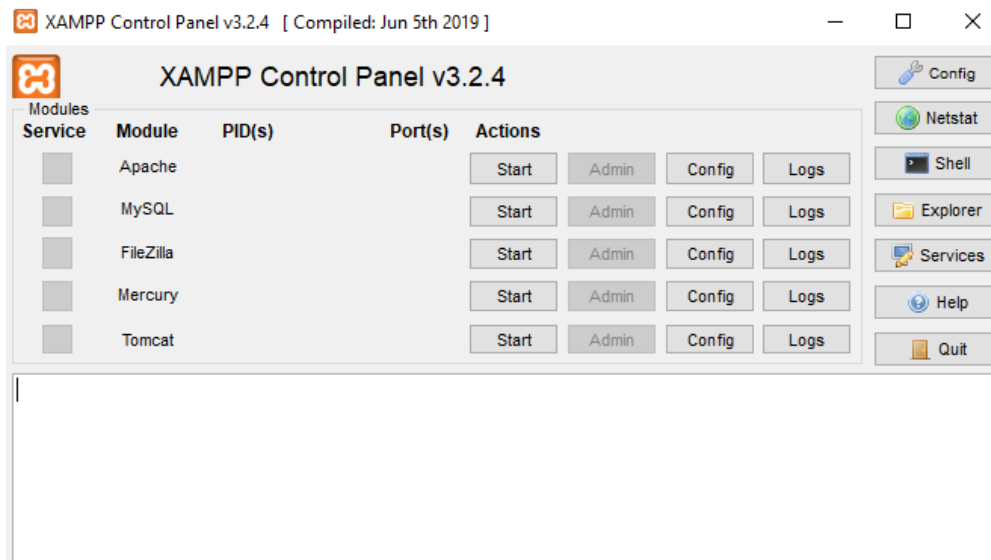 XAMPP Control Panel v3.2.4 [ Compiled: Jun 5th 2019 ]
XAMPP Control Panel v3.2.4
Config
Modules
Service Module PID(s) Port(s) Actions
Netstat
Apache Start Admin Config Logs
Shell
MySQL Start Admin Config Logs
Explorer
FileZilla Start Admin Config Logs
Services
Mercury Start Admin Config Logs
Help
Tomcat Start Admin Config Logs
Quit